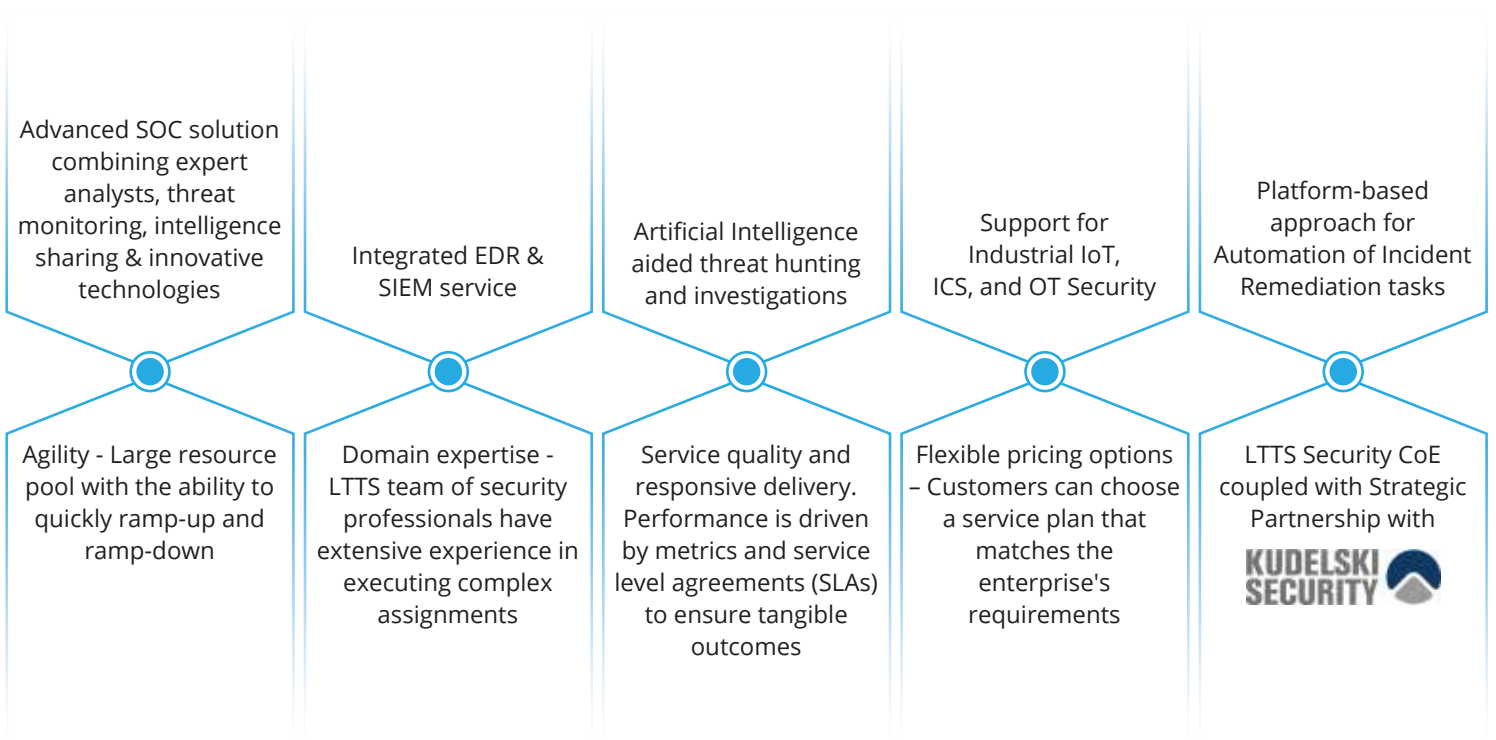 Advanced SOC solution
combining expert
analysts, threat
monitoring, intelligence
sharing & innovative
technologies
Integrated EDR &
SIEM service
Artificial Intelligence
aided threat hunting
and investigations
Support for
Industrial IoT,
ICS, and OT Security
Platform-based
approach for
Automation of Incident
Remediation tasks
Agility - Large resource
pool with the ability to
quickly ramp-up and
ramp-down
Domain expertise -
LTTS team of security
professionals have
extensive experience in
executing complex
assignments
Service quality and
responsive delivery.
Performance is driven
by metrics and service
level agreements (SLAs)
to ensure tangible
outcomes
Flexible pricing options
– Customers can choose
a service plan that
matches the
enterprise's
requirements
LTTS Security CoE
coupled with Strategic
Partnership with
KUDELSKI
SECURITY